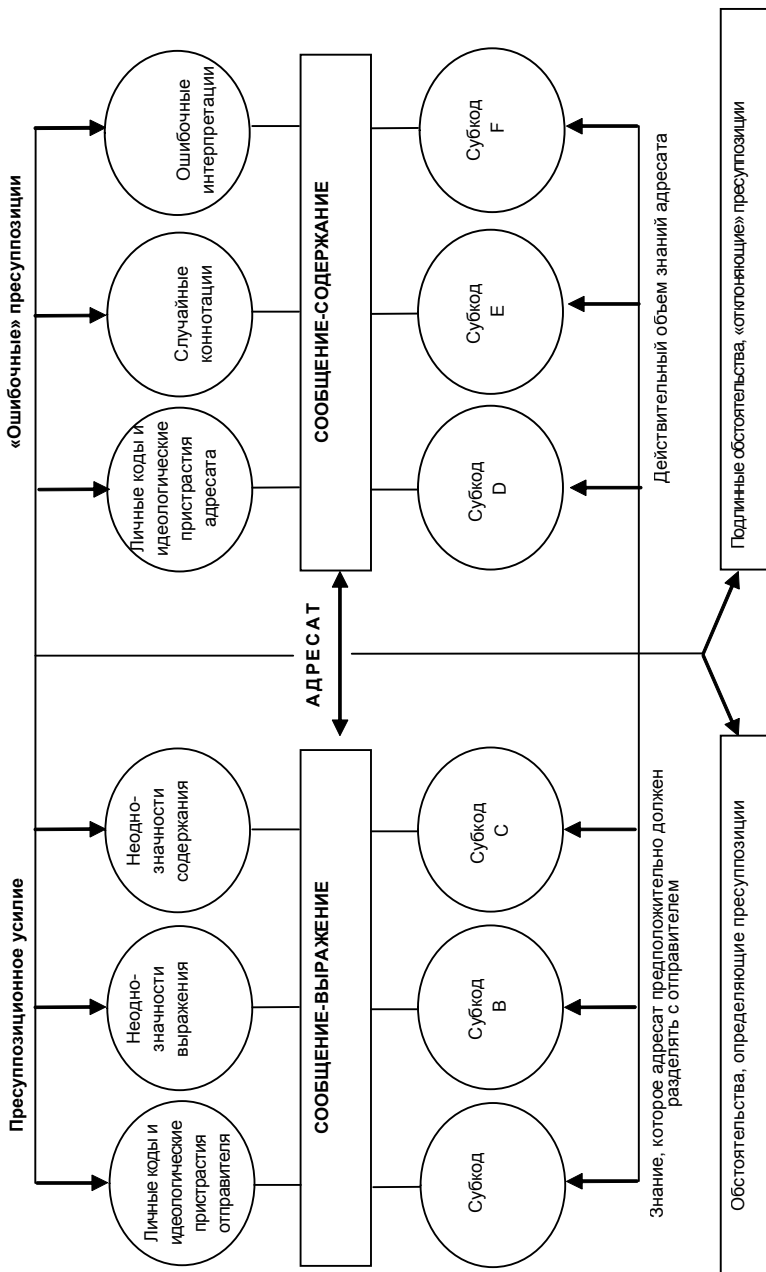 Пресуппозиционное усилие
«Ошибочные» пресуппозиции
Личные коды и
идеологические
пристрастия
отправителя
Неодно-
значности
выражения
Неодно-
значности
содержания
Личные коды и
идеологические
пристрастия
адресата
Случайные
коннотации
Ошибочные
интерпретации
СООБЩЕНИЕ-ВЫРАЖЕНИЕ
АДРЕСАТ
СООБЩЕНИЕ-СОДЕРЖАНИЕ
Субкод
Субкод
B
Субкод
C
Субкод
D
Субкод
E
Субкод
F
Знание, которое адресат предположительно должен
разделять с отправителем
Действительный объем знаний адресата
Обстоятельства, определяющие пресуппозиции
Подлинные обстоятельства, «отклоняющие» пресуппозиции